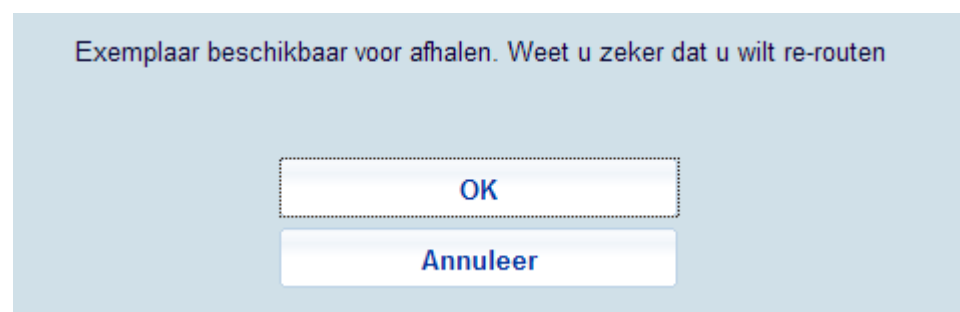 Exemplaar beschikbaar voor afhalen. Weet u zeker dat u wilt re-routen
OK
Annuleer